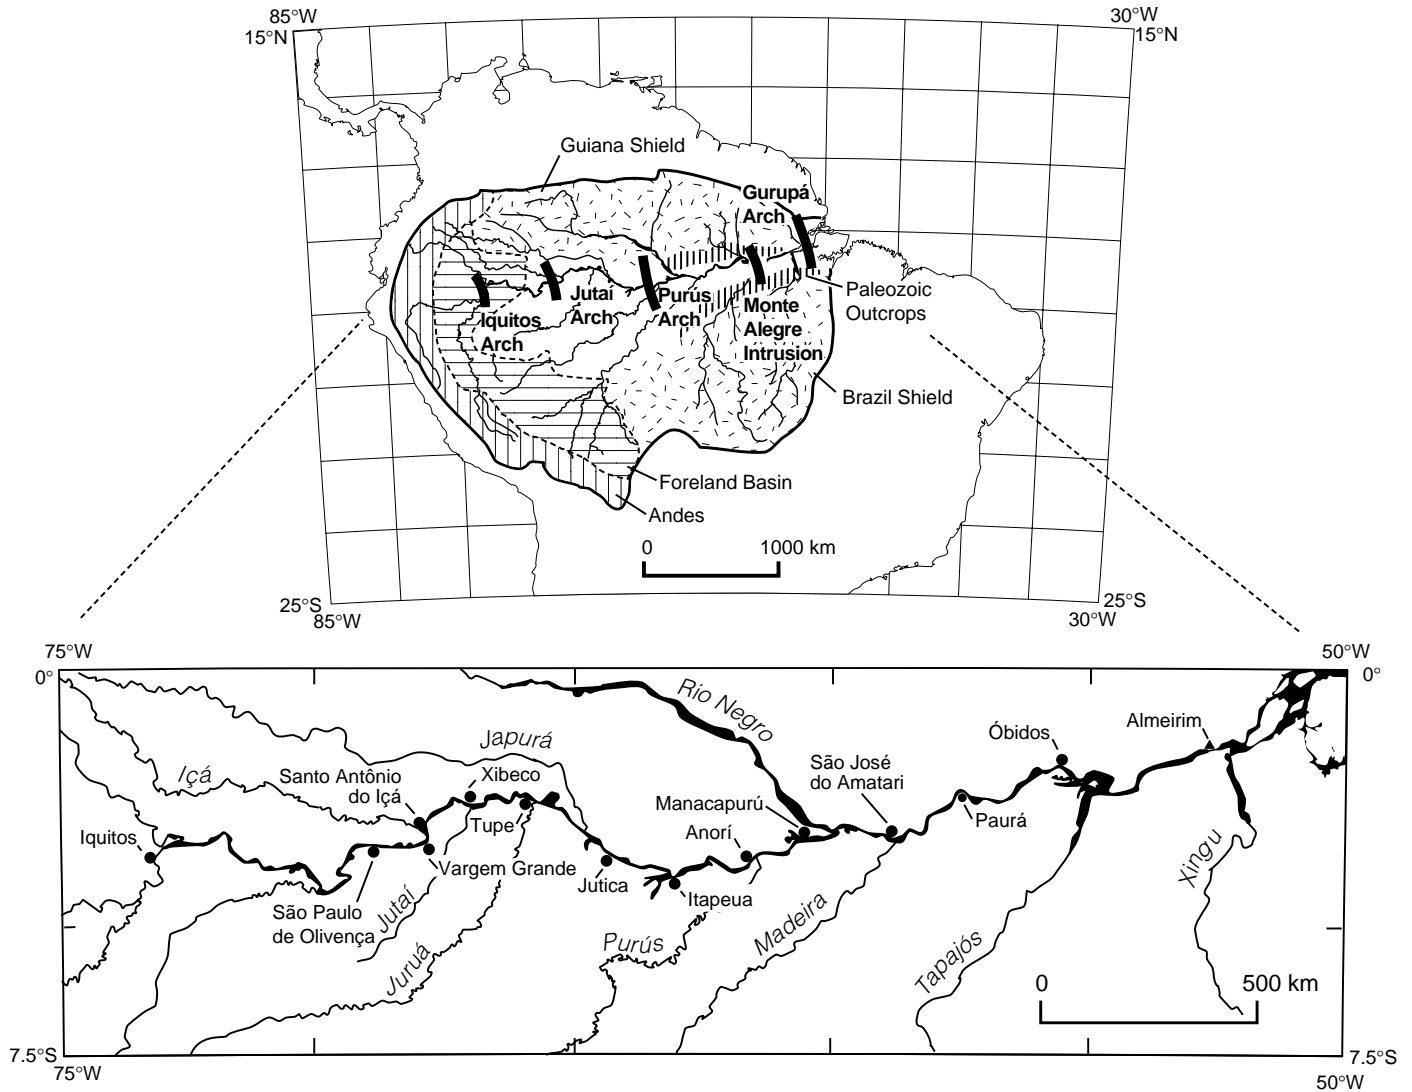 85°W
30°W
15°N
15°N
Guiana Shield
Gurupá
Arch
Paleozoic
Outcrops
Jutaí
Arch
Purús
Arch
Monte
Alegre
Intrusion
Iquitos
Arch
Brazil Shield
Foreland Basin
Andes
0 1000 km
25°S
25°S
85°W
30°W
75°W
50°W
0°
0°
Rio Negro
Japurá
Içá
Óbidos
Almeirim
São José
do Amatari
Santo Antônio
do Içá
Xibeco
Manacapurú
Iquitos
Tupe
Anorí
Paurá
Vargem Grande
Jutica
Itapeua
Xingu
São Paulo
de Olivença
Jutaí
Juruá
Purús
Madeira
Tapajós
0 500 km
7.5°S
7.5°S
75°W
50°W